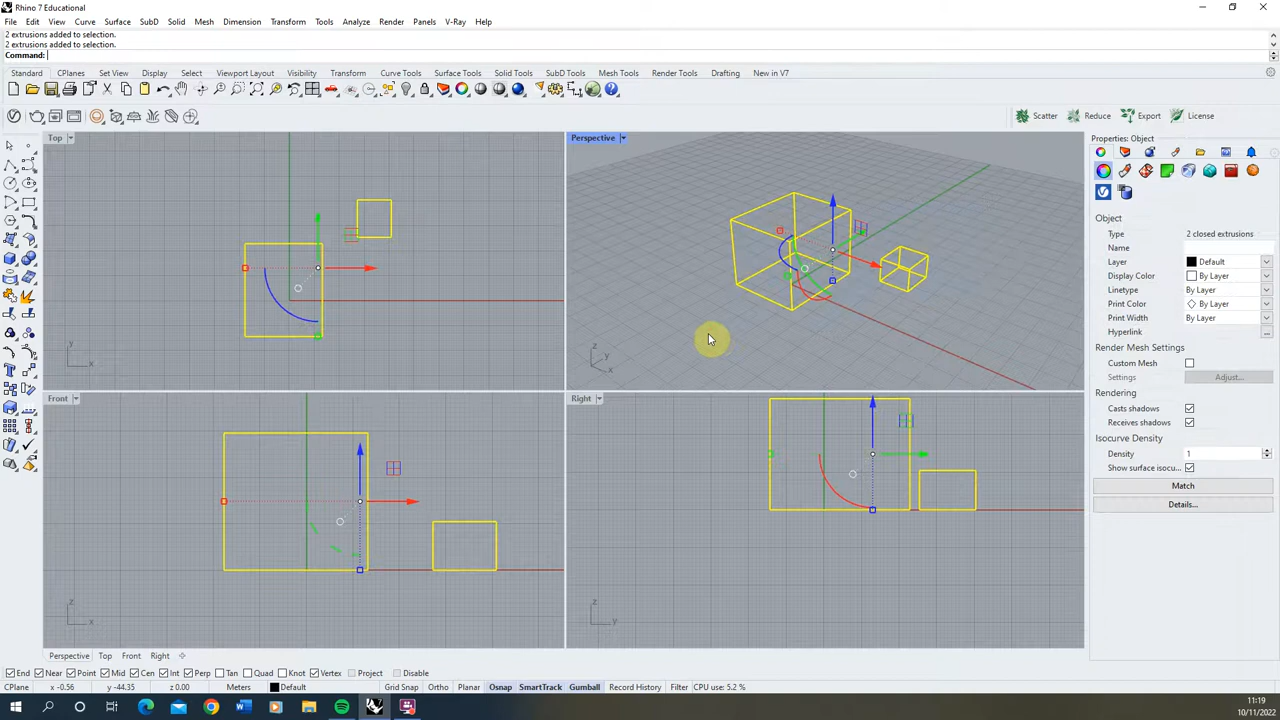 Rhino 7 Educational
File Edit View Curve Surface SubD Solid Mesh Dimension Transform Tools Analyze Render Panels V-Ray Help
2 extrusions added to selection.
2 extrusions added to selection.
Command:
Standard CPlanes Set View Display Select Viewport Layout Visibility Transform Curve Tools Surface Tools Solid Tools SubD Tools Mesh Tools Render Tools Drafting New in V7
Scatter Reduce Export License
Top
Perspective
Properties: Object
Object
Type 2 closed extrusions
Name
Layer Default
Display Color By Layer
Linetype By Layer
Print Color By Layer
Print Width By Layer
Hyperlink ...
Render Mesh Settings
Custom Mesh
Settings Adjust...
Rendering
Casts shadows
Receives shadows
Isocurve Density
Density 1
Show surface isocu...
Match
Details...
y
x
z
y
x
Front
Right
z
x
z
y
Perspective Top Front Right
End Near Point Mid Cen Int Perp Tan Quad Knot Vertex Project Disable
CPlane x -0.56 y -44.35 z 0.00 Meters Default Grid Snap Ortho Planar Osnap SmartTrack Gumball Record History Filter CPU use: 5.2 %
11:19
10/11/2022